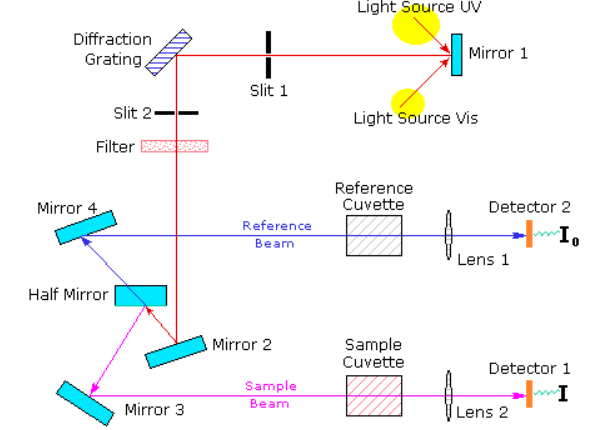 Light Source UV
Diffraction
Grating
Mirror 1
Slit 1
Slit 2
Light Source Vis
Filter
Reference
Cuvette
Mirror 4
Detector 2
Reference
Beam
I₀
Lens 1
Half Mirror
Mirror 2
Sample
Cuvette
Detector 1
Sample
Beam
I
Mirror 3
Lens 2